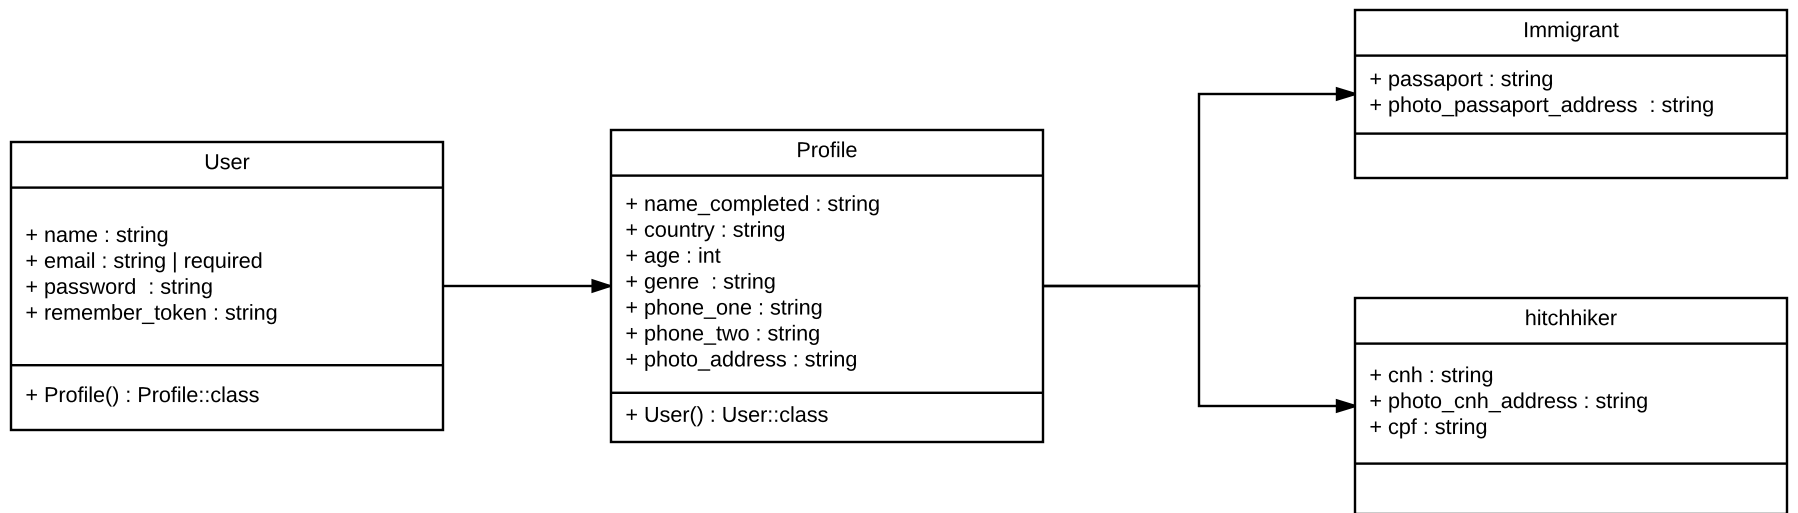 User
+ name : string
+ email : string | required
+ password  : string
+ remember_token : string
+ Profile() : Profile::class
Profile
+ name_completed : string
+ country : string
+ age : int
+ genre  : string
+ phone_one : string
+ phone_two : string
+ photo_address : string
+ User() : User::class
Immigrant
+ passaport : string
+ photo_passaport_address  : string
hitchhiker
+ cnh : string
+ photo_cnh_address : string
+ cpf : string